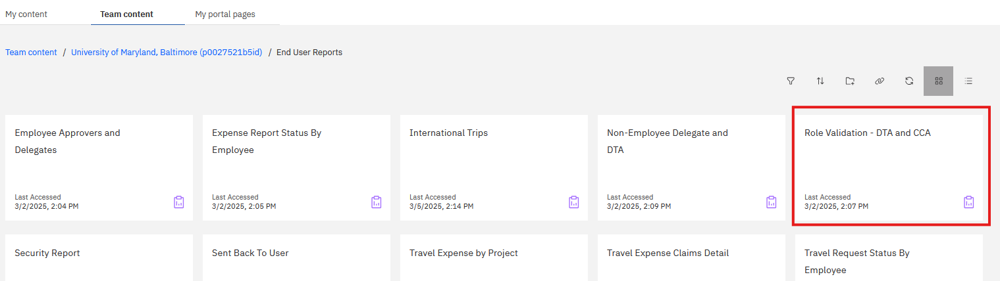 My content
Team content
My portal pages
Team content / University of Maryland, Baltimore (p0027521b5id) / End User Reports
Employee Approvers and
Delegates
Last Accessed
3/2/2025, 2:04 PM
Expense Report Status By
Employee
Last Accessed
3/2/2025, 2:05 PM
International Trips
Last Accessed
3/5/2025, 2:14 PM
Non-Employee Delegate and
DTA
Last Accessed
3/2/2025, 2:09 PM
Role Validation - DTA and CCA
Last Accessed
3/2/2025, 2:07 PM
Security Report
Sent Back To User
Travel Expense by Project
Travel Expense Claims Detail
Travel Request Status By
Employee